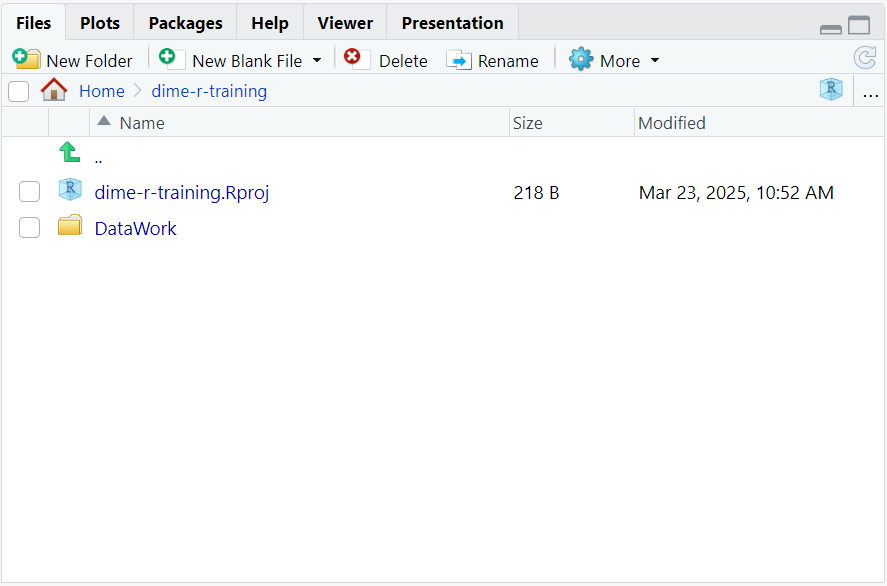 Files Plots Packages Help Viewer Presentation
New Folder New Blank File Delete Rename More
Home dime-r-training R ...
Name Size Modified
..
R dime-r-training.Rproj 218 B Mar 23, 2025, 10:52 AM
DataWork